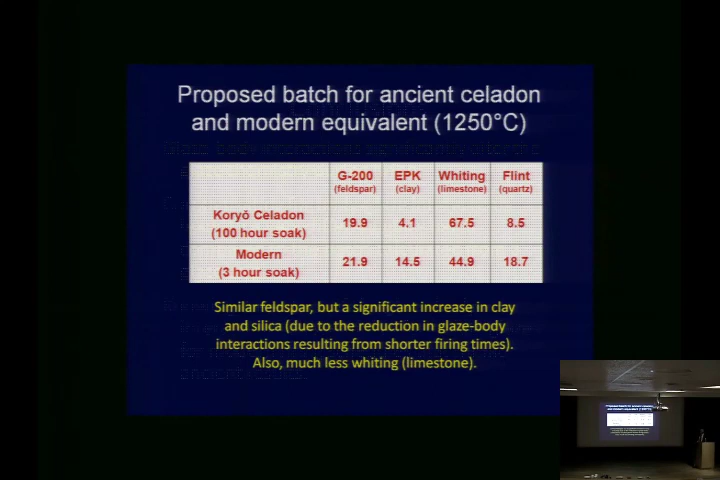 Proposed batch for ancient celadon
and modern equivalent (1250°C)
G-200 EPK Whiting Flint
(feldspar) (clay) (limestone) (quartz)
Koryŏ Celadon
(100 hour soak) 19.9 4.1 67.5 8.5
Modern
(3 hour soak) 21.9 14.5 44.9 18.7
Similar feldspar, but a significant increase in clay
and silica (due to the reduction in glaze-body
interactions resulting from shorter firing times).
Also, much less whiting (limestone).